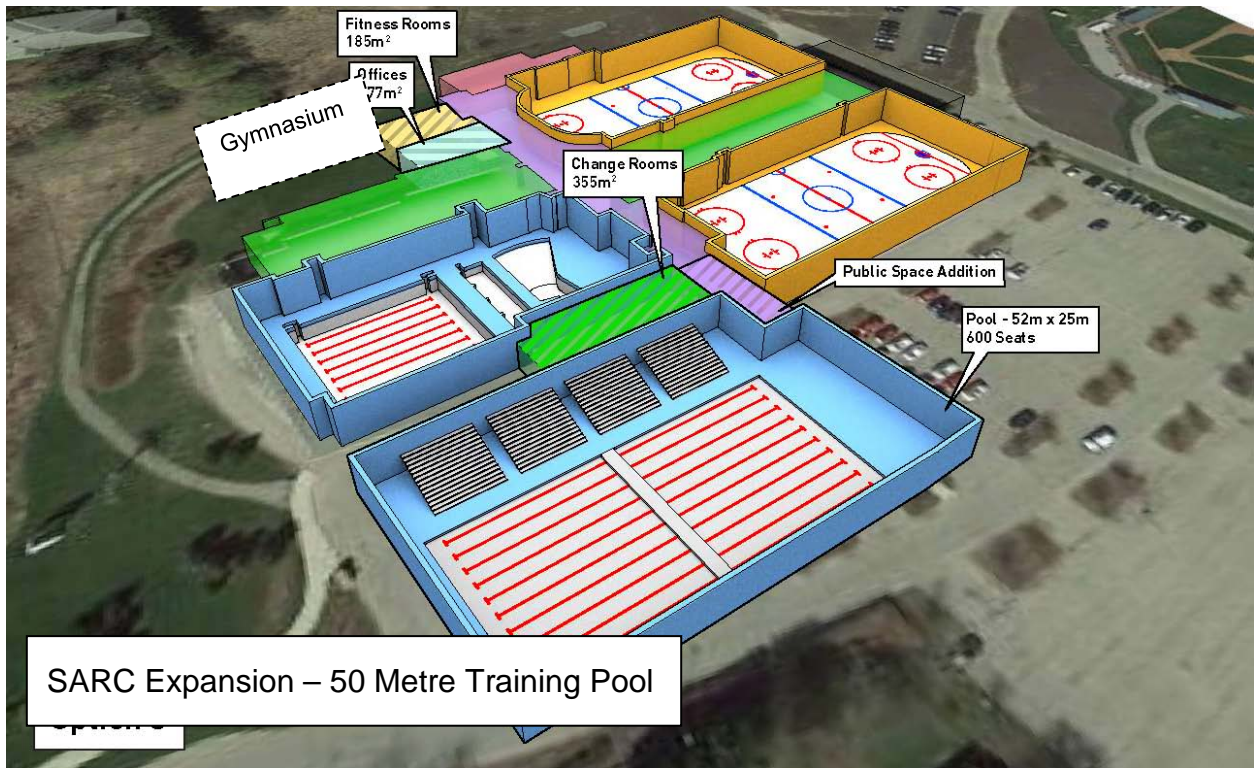 Fitness Rooms
185m²
Offices
77m²
Gymnasium
Change Rooms
355m²
Public Space Addition
Pool - 52m x 25m
600 Seats
SARC Expansion – 50 Metre Training Pool